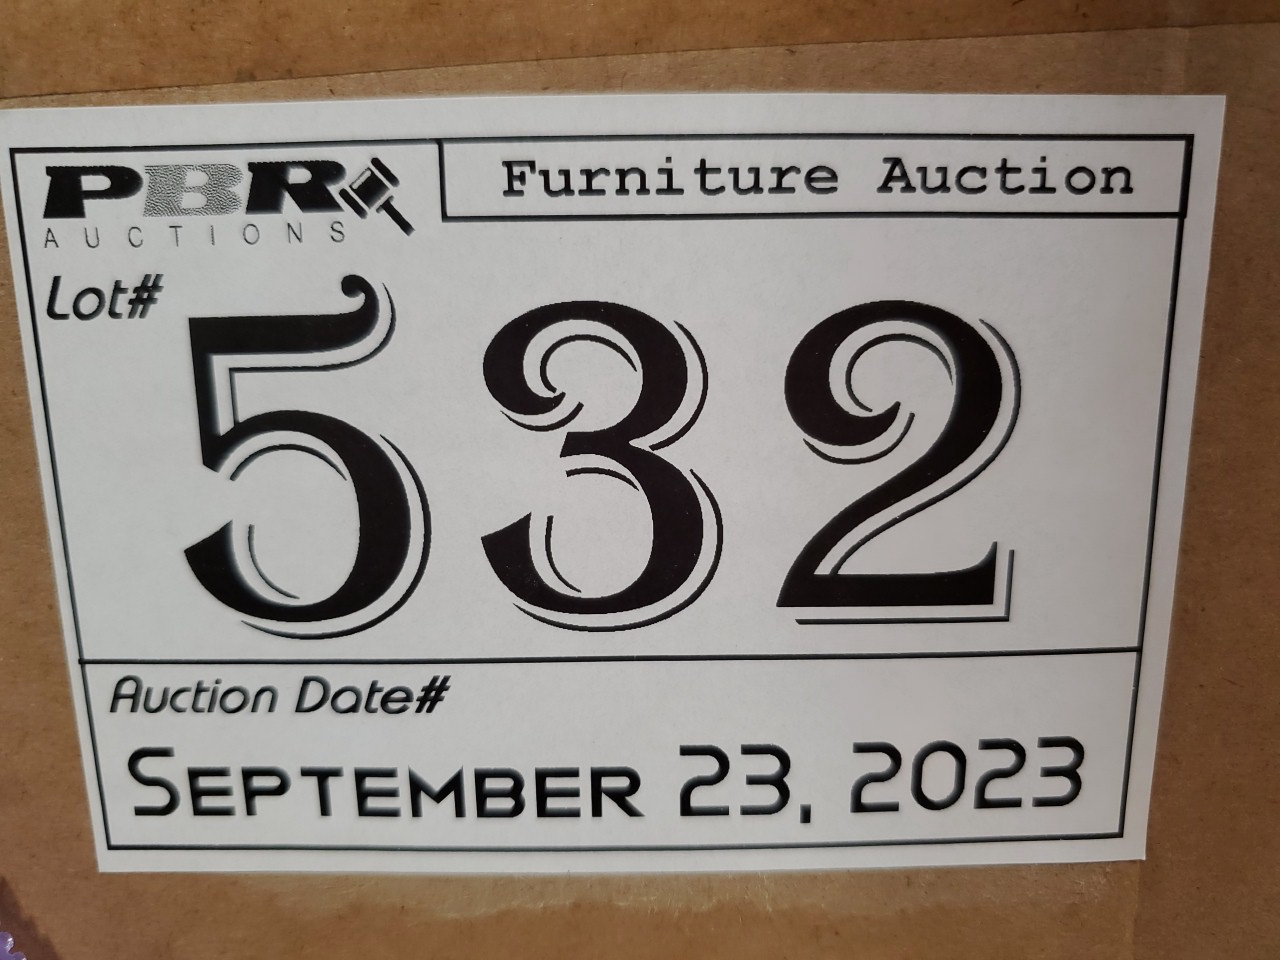 PBR
AUCTIONS
Furniture Auction
Lot#
532
Auction Date#
September 23, 2023